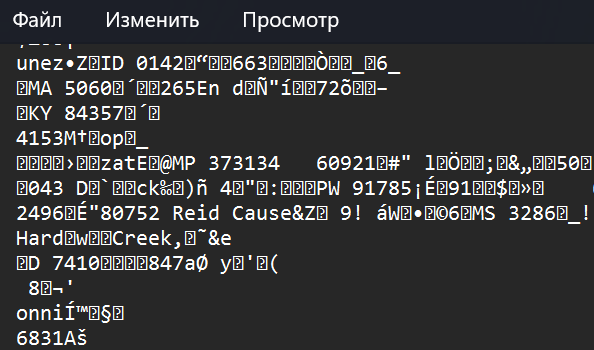 Файл Изменить Просмотр
unez•Z▯ID 0142▯“▯▯663▯▯▯▯Ò▯▯_▯6_
▯MA 5060▯´▯▯265En d▯Ñ"í▯▯72õ▯▯–
▯KY 84357▯´▯
4153M†▯op▯_
▯▯▯▯›▯▯zatE▯@MP 373134   60921▯#" l▯Ö▯▯;▯&„▯▯50▯
▯043 D▯`▯▯ck‰▯)ñ 4▯"▯:▯▯▯PW 91785¡É▯91▯▯$▯»▯
2496▯É"80752 Reid Cause&Z▯ 9! áW▯•▯©6▯MS 3286▯_!
Hard▯w▯▯Creek,▯˜&e
▯D 7410▯▯▯▯847aØ y▯'▯(
 8▯¬'
onniÍ™▯§▯
6831Aš